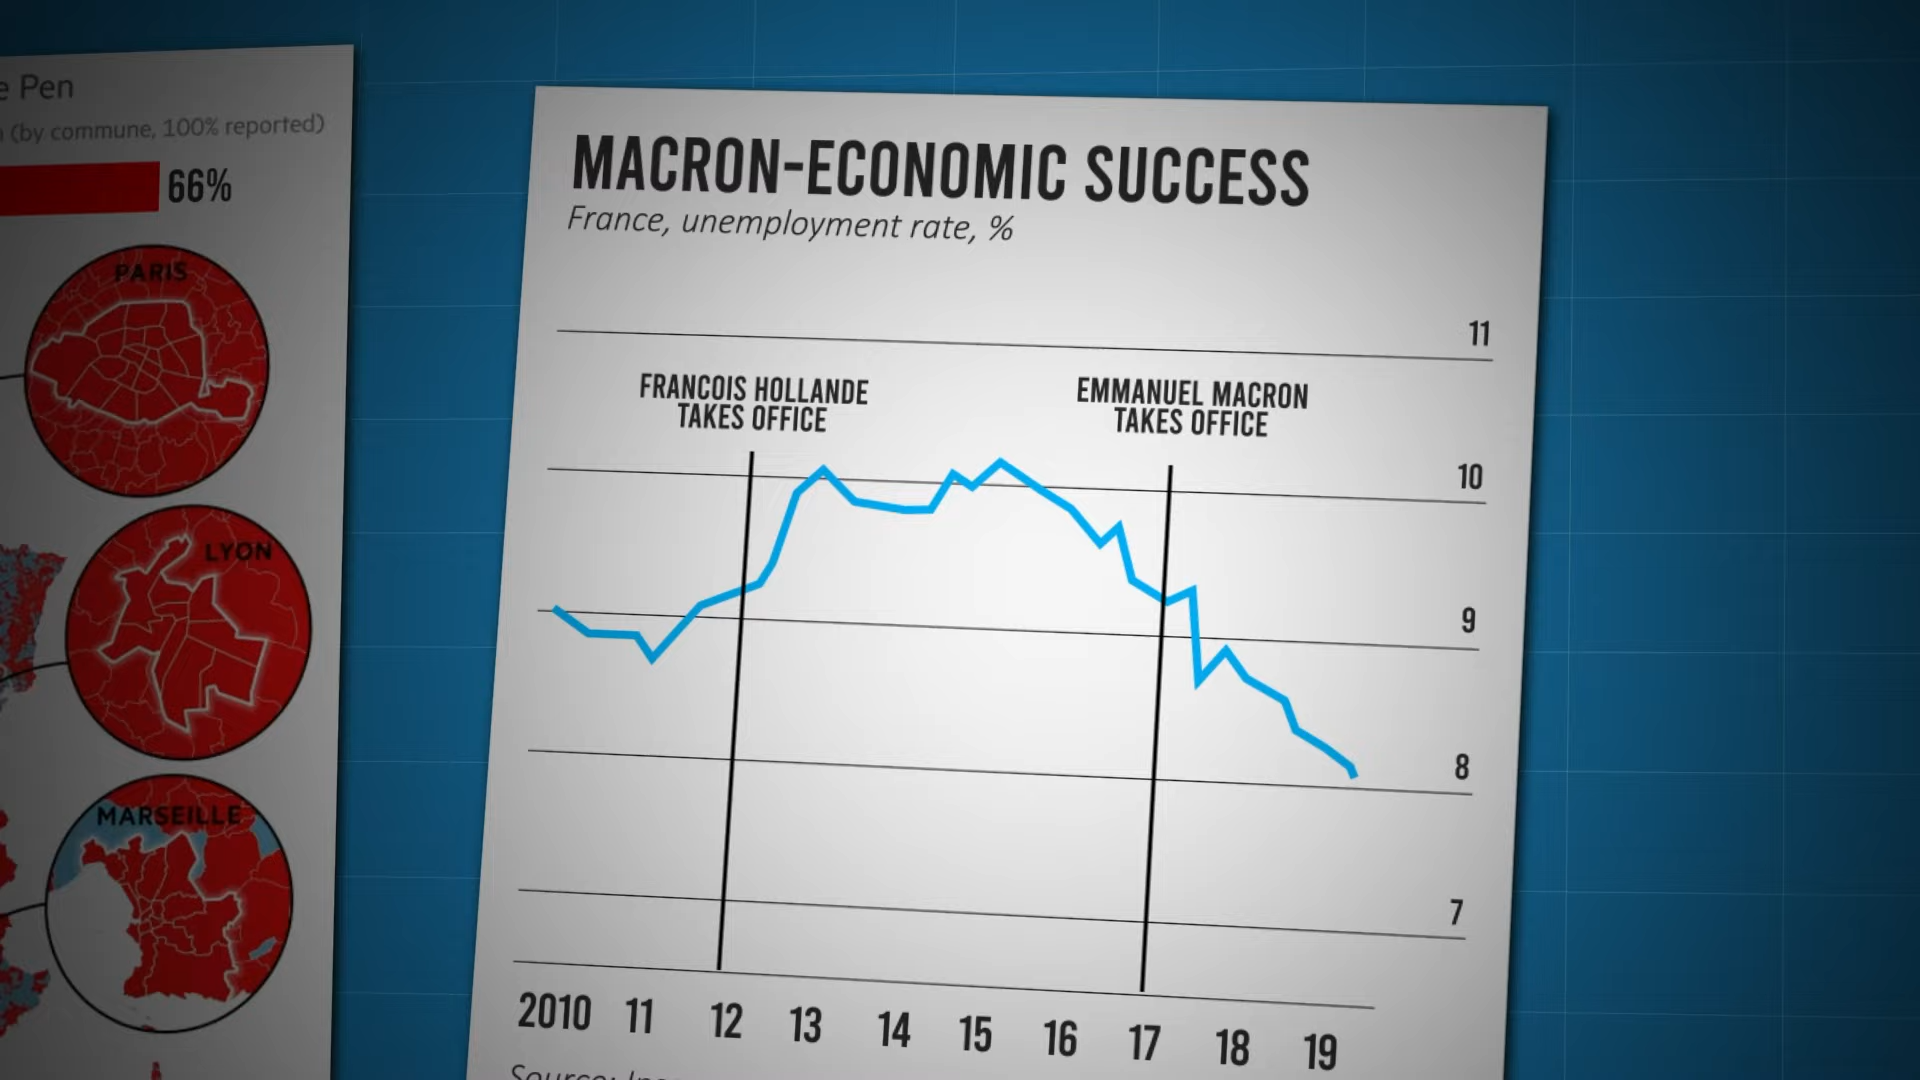 Pen
(by commune, 100% reported)
66%
PARIS
LYON
MARSEILLE
MACRON-ECONOMIC SUCCESS
France, unemployment rate, %
11
FRANCOIS HOLLANDE
TAKES OFFICE
EMMANUEL MACRON
TAKES OFFICE
10
9
8
7
2010 11 12 13 14 15 16 17 18 19
Source: